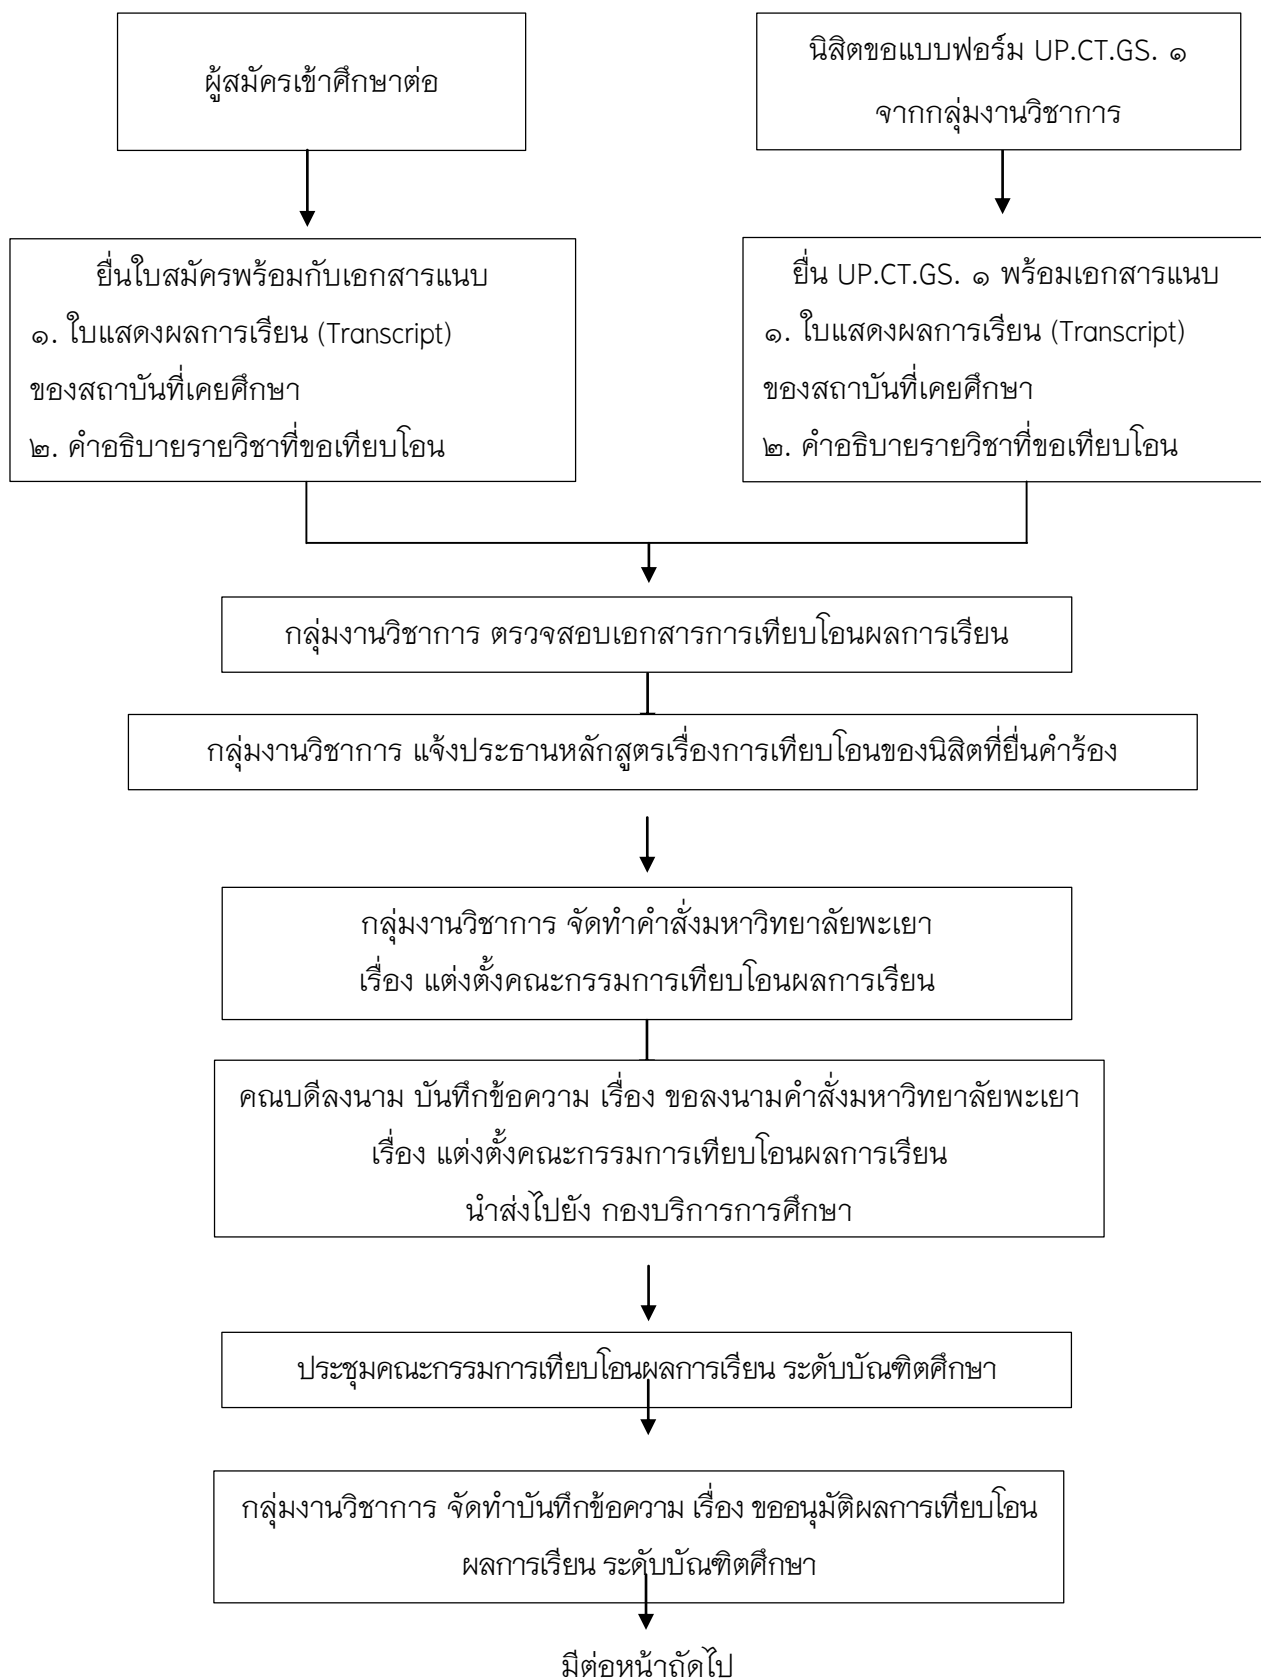 ผู้สมัครเข้าศึกษาต่อ
นิสิตขอแบบฟอร์ม UP.CT.GS. ๑
จากกลุ่มงานวิชาการ
ยื่นใบสมัครพร้อมกับเอกสารแนบ
๑. ใบแสดงผลการเรียน (Transcript)
ของสถาบันที่เคยศึกษา
๒. คำอธิบายรายวิชาที่ขอเทียบโอน
ยื่น UP.CT.GS. ๑ พร้อมเอกสารแนบ
๑. ใบแสดงผลการเรียน (Transcript)
ของสถาบันที่เคยศึกษา
๒. คำอธิบายรายวิชาที่ขอเทียบโอน
กลุ่มงานวิชาการ ตรวจสอบเอกสารการเทียบโอนผลการเรียน
กลุ่มงานวิชาการ แจ้งประธานหลักสูตรเรื่องการเทียบโอนของนิสิตที่ยื่นคำร้อง
กลุ่มงานวิชาการ จัดทำคำสั่งมหาวิทยาลัยพะเยา
เรื่อง แต่งตั้งคณะกรรมการเทียบโอนผลการเรียน
คณบดีลงนาม บันทึกข้อความ เรื่อง ขอลงนามคำสั่งมหาวิทยาลัยพะเยา
เรื่อง แต่งตั้งคณะกรรมการเทียบโอนผลการเรียน
นำส่งไปยัง กองบริการการศึกษา
ประชุมคณะกรรมการเทียบโอนผลการเรียน ระดับบัณฑิตศึกษา
กลุ่มงานวิชาการ จัดทำบันทึกข้อความ เรื่อง ขออนุมัติผลการเทียบโอน
ผลการเรียน ระดับบัณฑิตศึกษา
มีต่อหน้าถัดไป